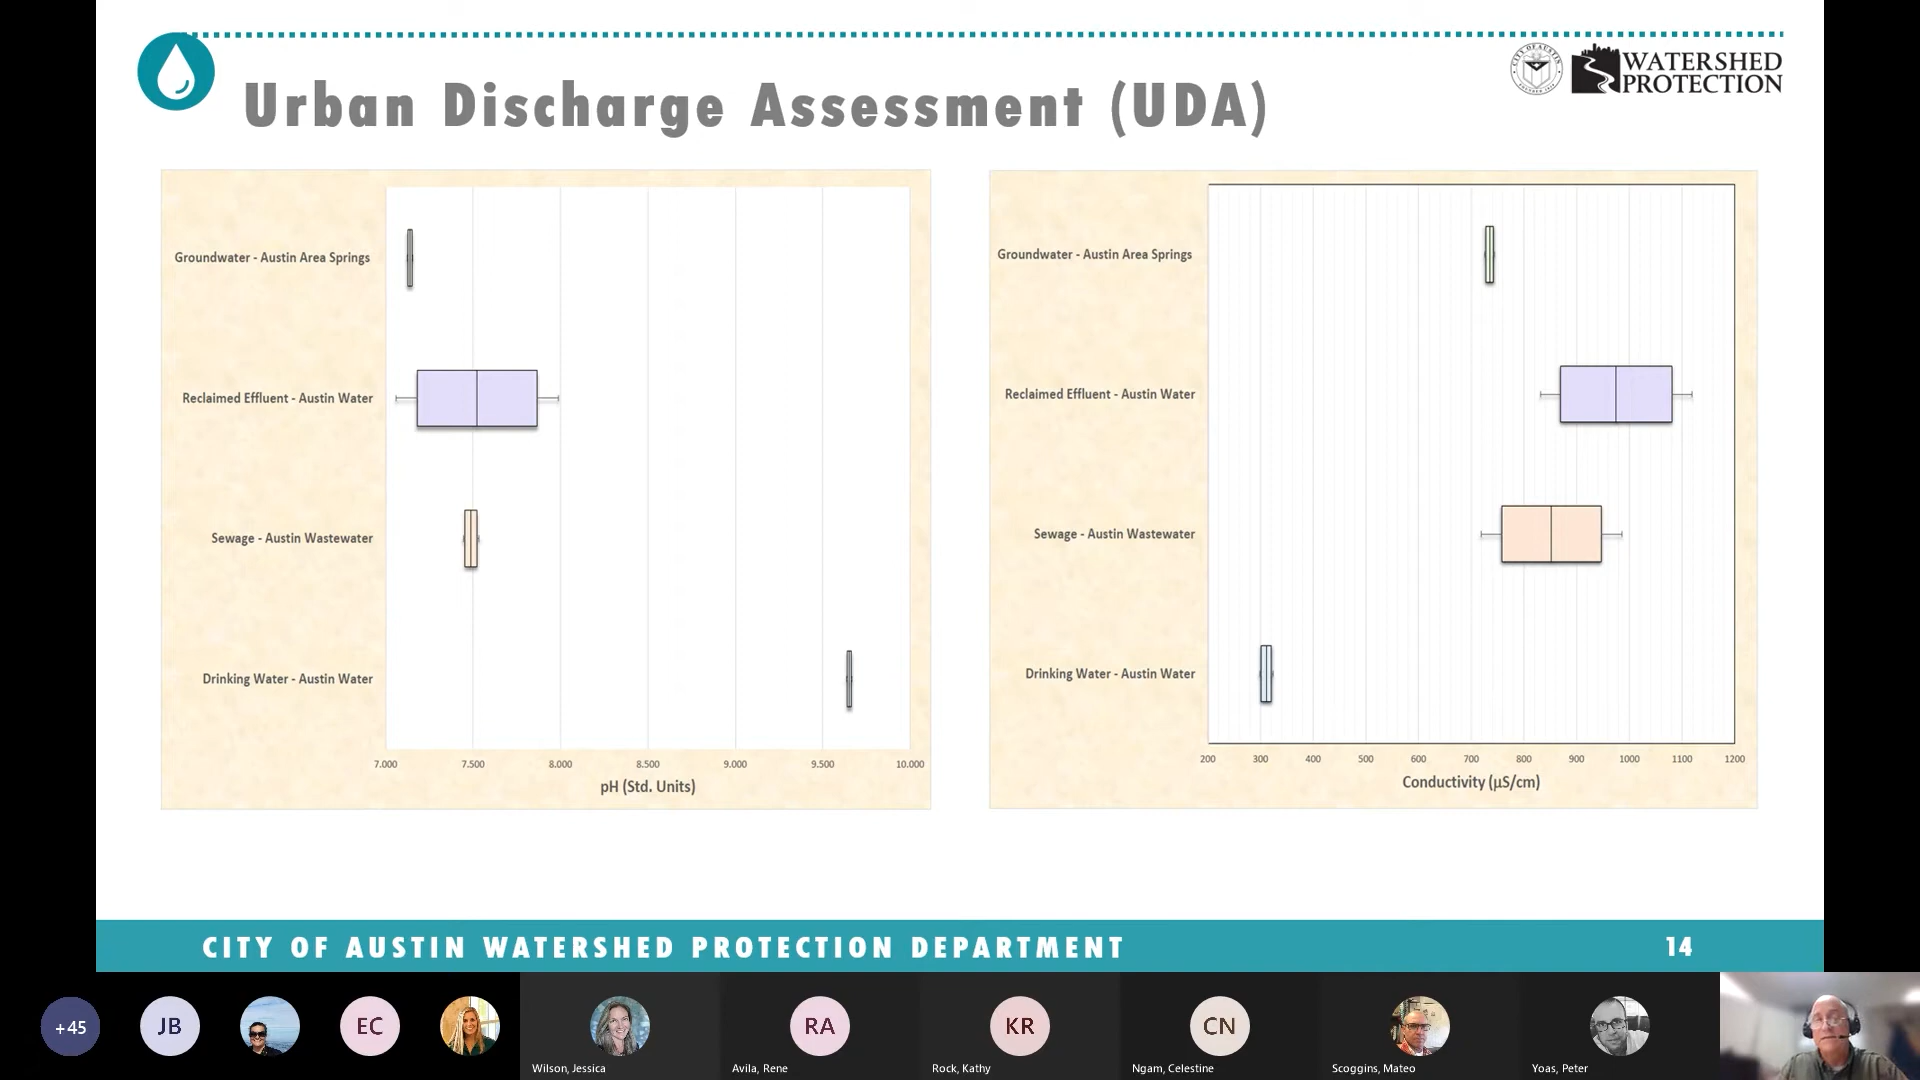 Urban Discharge Assessment (UDA)
WATERSHED
PROTECTION
Groundwater - Austin Area Springs
Reclaimed Effluent - Austin Water
Sewage - Austin Wastewater
Drinking Water - Austin Water
7.000 7.500 8.000 8.500 9.000 9.500 10.000
pH (Std. Units)
Groundwater - Austin Area Springs
Reclaimed Effluent - Austin Water
Sewage - Austin Wastewater
Drinking Water - Austin Water
200 300 400 500 600 700 800 900 1000 1100 1200
Conductivity (µS/cm)
CITY OF AUSTIN WATERSHED PROTECTION DEPARTMENT 14
+45 JB EC RA KR CN
Wilson, Jessica Avila, Rene Rock, Kathy Ngam, Celestine Scoggins, Mateo Yoas, Peter